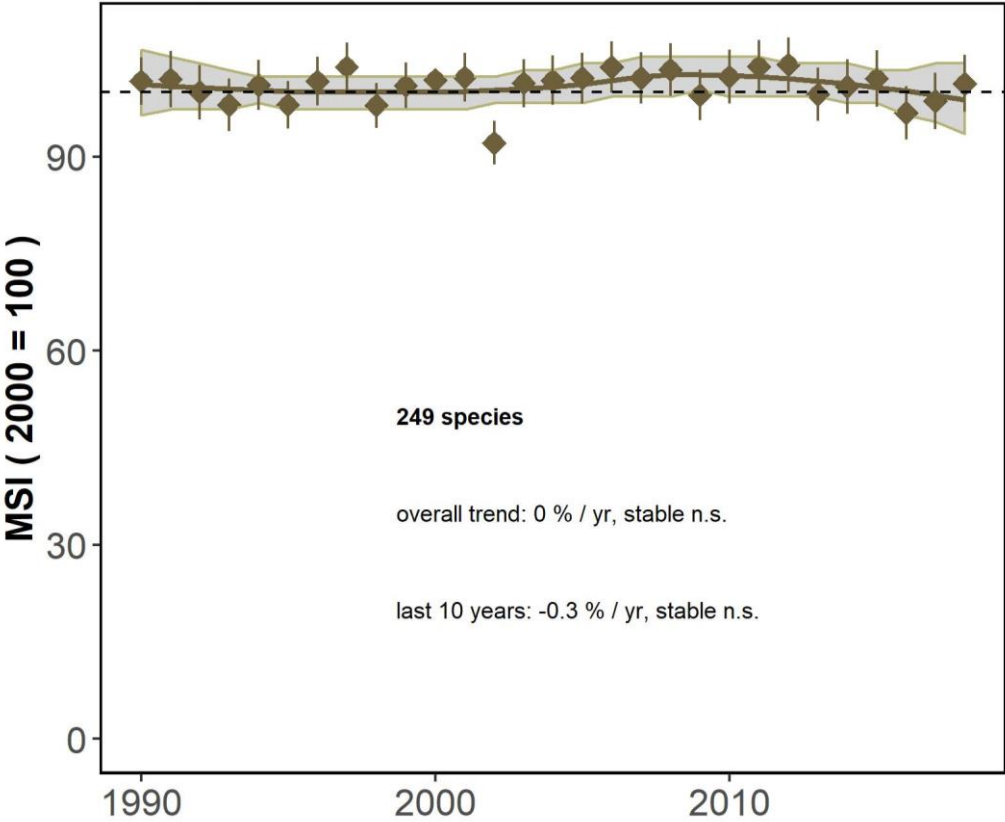 MSI ( 2000 = 100 )
90
60
30
0
249 species
overall trend: 0 % / yr, stable n.s.
last 10 years: -0.3 % / yr, stable n.s.
1990
2000
2010